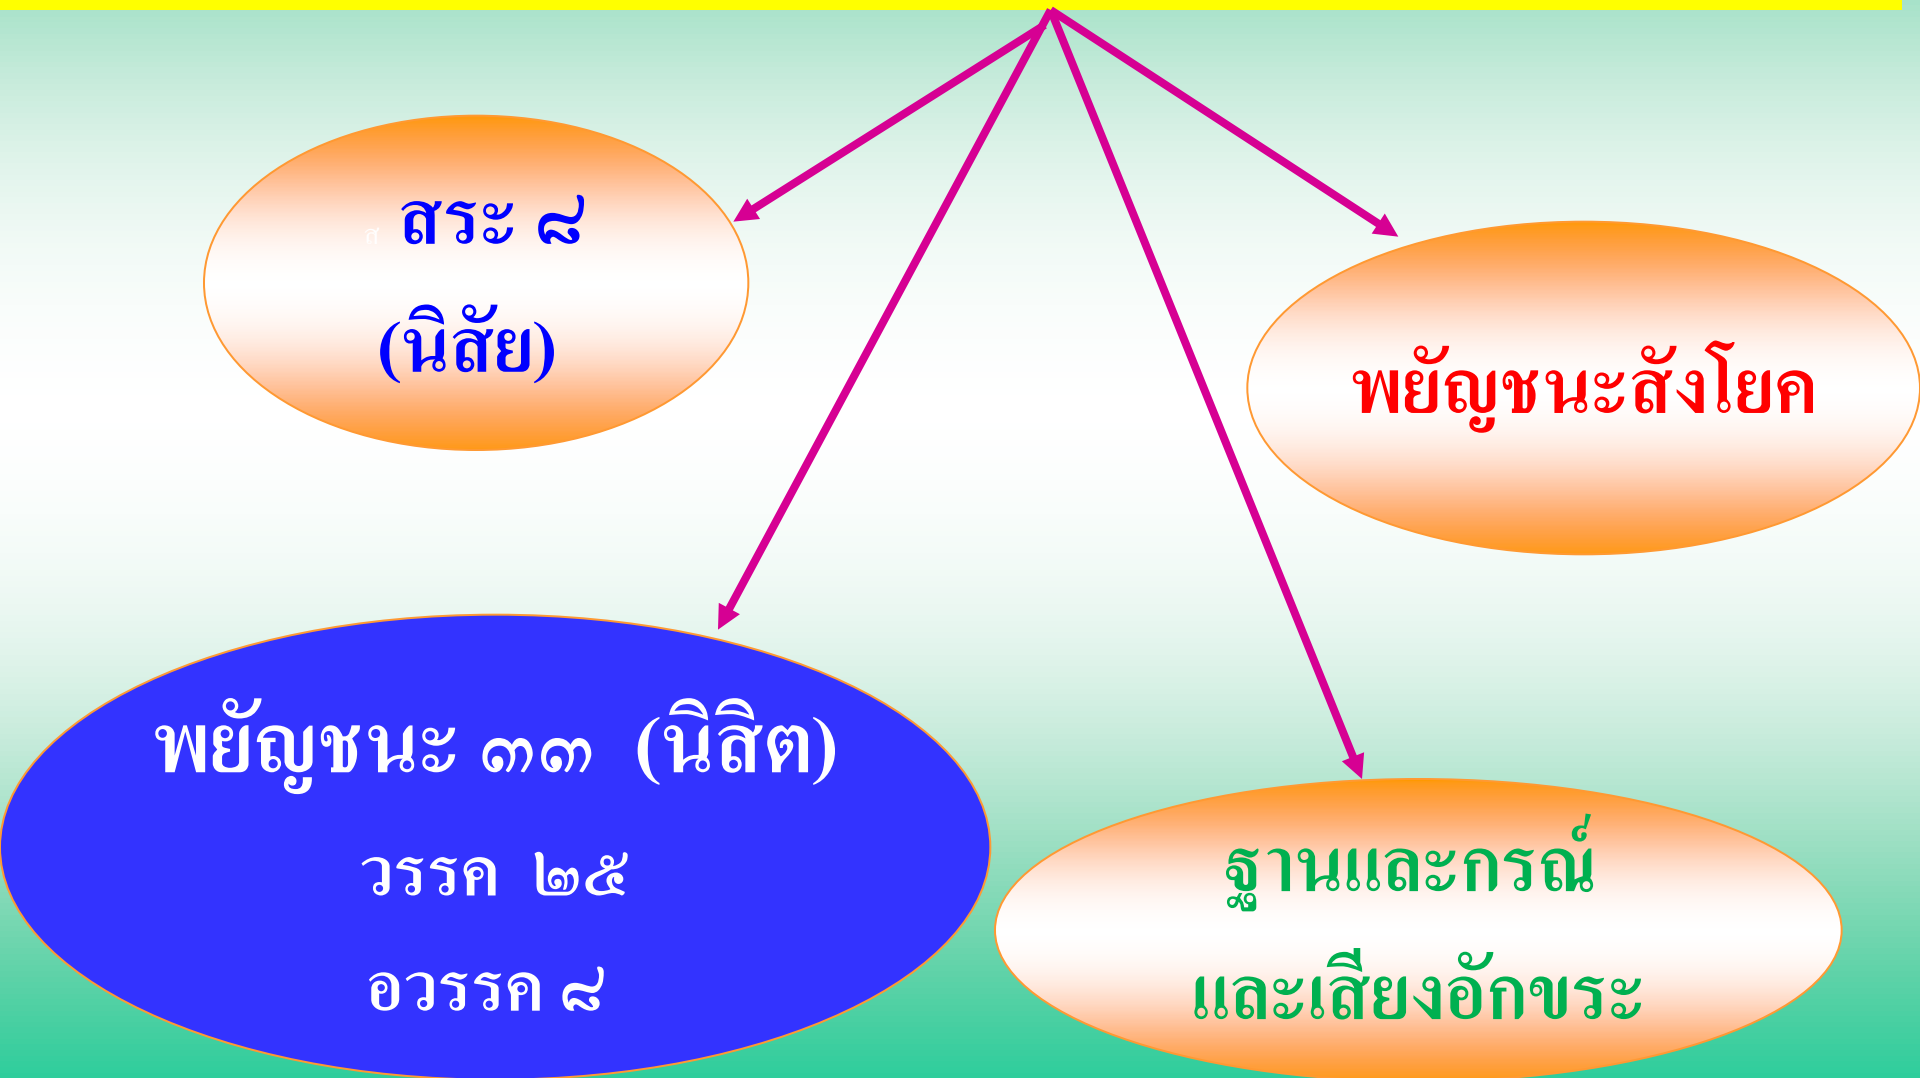 ส สระ ๘
(นิสัย)
พยัญชนะสังโยค
พยัญชนะ ๓๓ (นิสิต)
วรรค ๒๕
อวรรค ๘
ฐานและกรณ์
และเสียงอักขระ